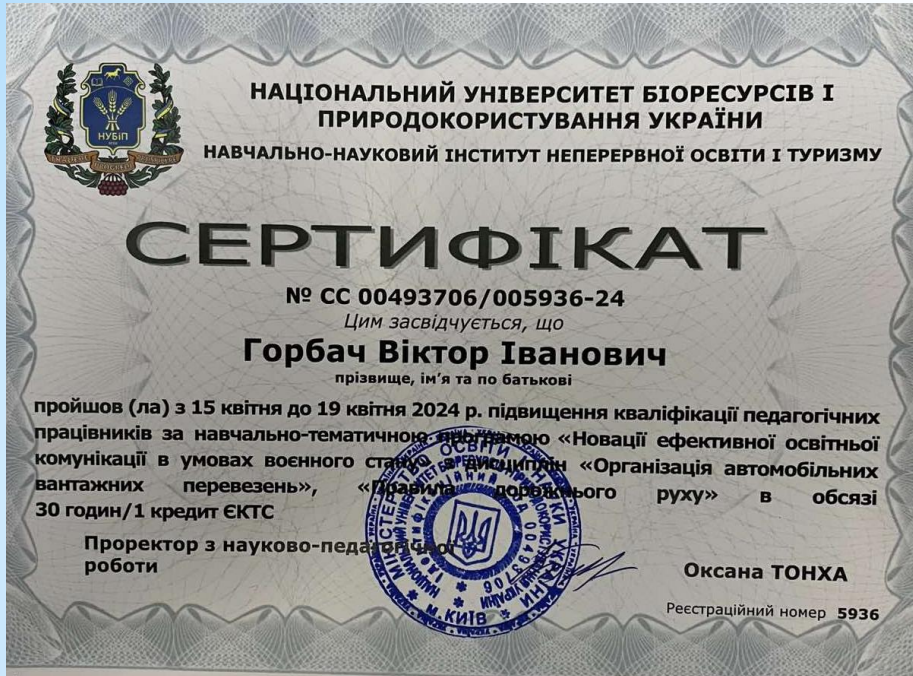 НУБіП
НАЦІОНАЛЬНИЙ УНІВЕРСИТЕТ БІОРЕСУРСІВ І
ПРИРОДОКОРИСТУВАННЯ УКРАЇНИ
НАВЧАЛЬНО-НАУКОВИЙ ІНСТИТУТ НЕПЕРЕРВНОЇ ОСВІТИ І ТУРИЗМУ
СЕРТИФІКАТ
№ СС 00493706/005936-24
Цим засвідчується, що
Горбач Віктор Іванович
прізвище, ім’я та по батькові
пройшов (ла) з 15 квітня до 19 квітня 2024 р. підвищення кваліфікації педагогічних
працівників за навчально-тематичною програмою «Новації ефективної освітньої
комунікації в умовах воєнного стану» з дисциплін «Організація автомобільних
вантажних перевезень», «Правила дорожнього руху» в обсязі
30 годин/1 кредит ЄКТС
Проректор з науково-педагогічної
роботи
Оксана ТОНХА
Реєстраційний номер 5936
МІНІСТЕРСТВО ОСВІТИ І НАУКИ УКРАЇНИ
м. КИЇВ